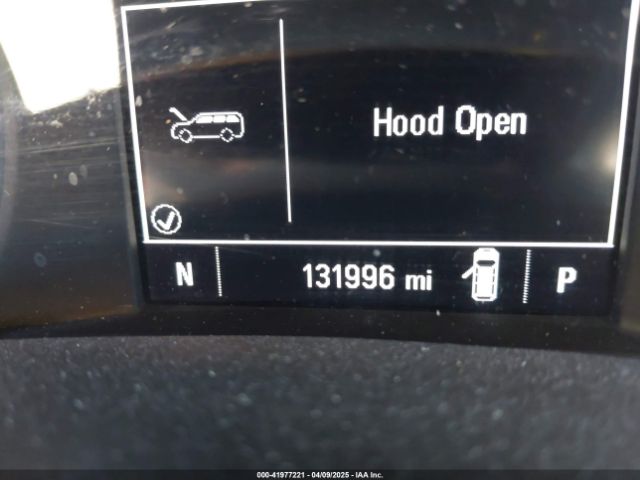 Hood Open
N 131996 mi P
000-41977221 - 04/09/2025 - IAA Inc.